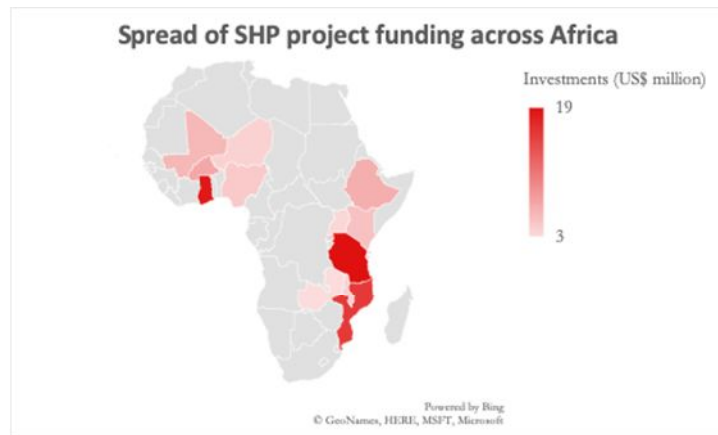 Spread of SHP project funding across Africa
Investments (US$ million)
19
3
Powered by Bing
© GeoNames, HERE, MSFT, Microsoft